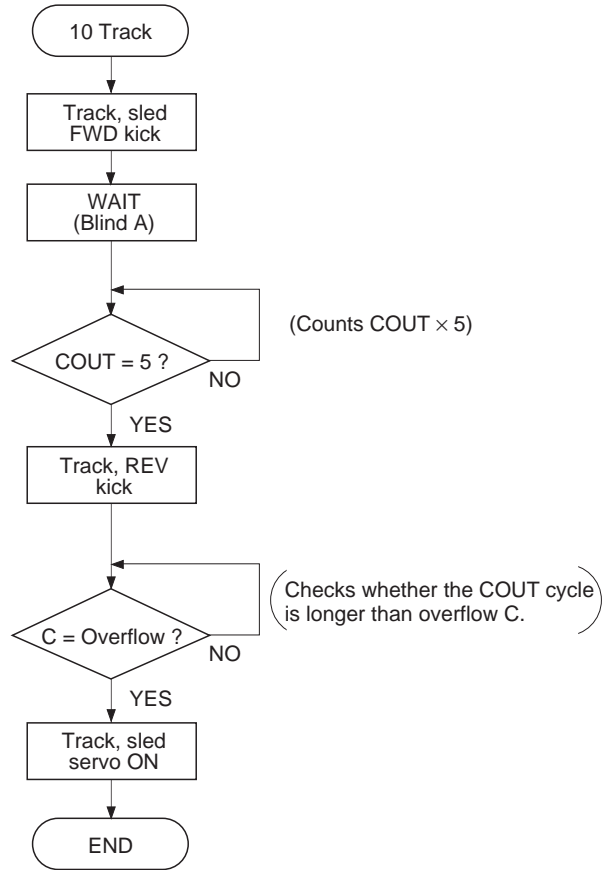 10 Track
Track, sled
FWD kick
WAIT
(Blind A)
(Counts COUT × 5)
COUT = 5 ?
NO
YES
Track, REV
kick
(Checks whether the COUT cycle
is longer than overflow C.)
C = Overflow ?
NO
YES
Track, sled
servo ON
END